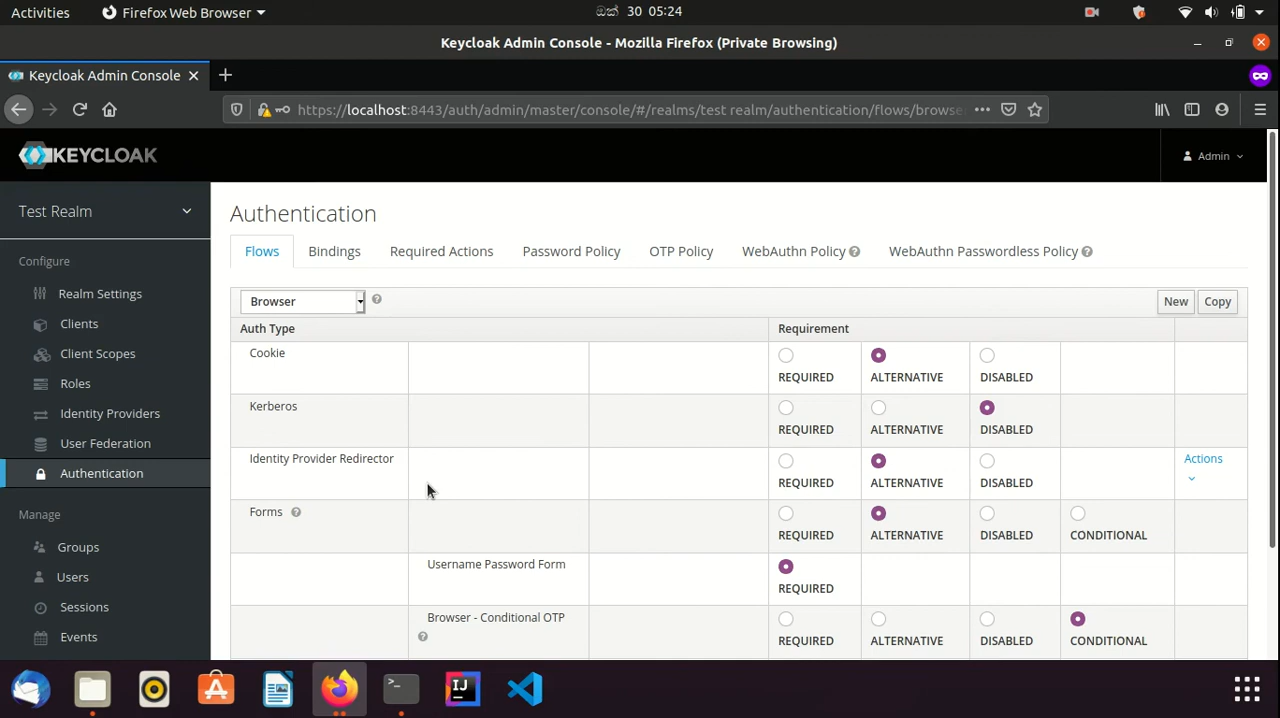 Activities
Firefox Web Browser
ඔක් 30 05:24
Keycloak Admin Console - Mozilla Firefox (Private Browsing)
Keycloak Admin Console
https://localhost:8443/auth/admin/master/console/#/realms/test realm/authentication/flows/browse
KEYCLOAK
Admin
Test Realm
Configure
Realm Settings
Clients
Client Scopes
Roles
Identity Providers
User Federation
Authentication
Manage
Groups
Users
Sessions
Events
Authentication
Flows Bindings Required Actions Password Policy OTP Policy WebAuthn Policy WebAuthn Passwordless Policy
Browser
New Copy
Auth Type Requirement
Cookie
REQUIRED ALTERNATIVE DISABLED
Kerberos
REQUIRED ALTERNATIVE DISABLED
Identity Provider Redirector Actions
REQUIRED ALTERNATIVE DISABLED
Forms
REQUIRED ALTERNATIVE DISABLED CONDITIONAL
Username Password Form
REQUIRED
Browser - Conditional OTP
REQUIRED ALTERNATIVE DISABLED CONDITIONAL